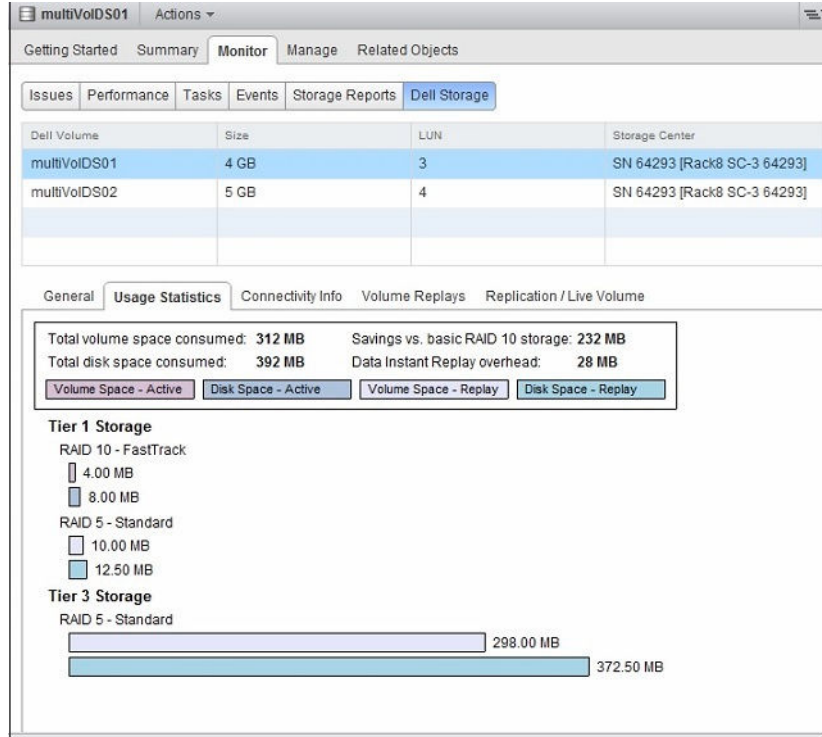 multiVolDS01 Actions
Getting Started Summary Monitor Manage Related Objects
Issues Performance Tasks Events Storage Reports Dell Storage
Dell Volume Size LUN Storage Center
multiVolDS01 4 GB 3 SN 64293 [Rack8 SC-3 64293]
multiVolDS02 5 GB 4 SN 64293 [Rack8 SC-3 64293]
General Usage Statistics Connectivity Info Volume Replays Replication / Live Volume
Total volume space consumed: 312 MB Savings vs. basic RAID 10 storage: 232 MB
Total disk space consumed: 392 MB Data Instant Replay overhead: 28 MB
Volume Space - Active Disk Space - Active Volume Space - Replay Disk Space - Replay
Tier 1 Storage
RAID 10 - FastTrack
4.00 MB
8.00 MB
RAID 5 - Standard
10.00 MB
12.50 MB
Tier 3 Storage
RAID 5 - Standard
298.00 MB
372.50 MB